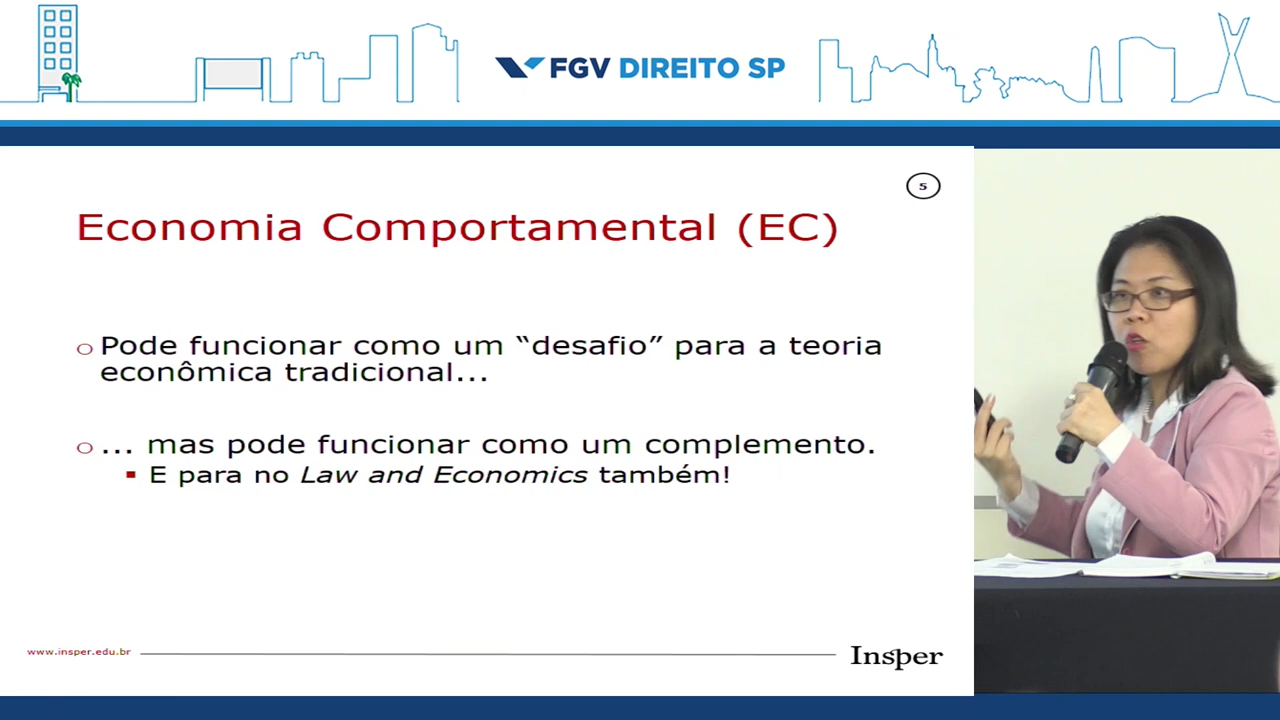 FGV DIREITO SP
5
Economia Comportamental (EC)
Pode funcionar como um “desafio” para a teoria
econômica tradicional...
... mas pode funcionar como um complemento.
E para no Law and Economics também!
www.insper.edu.br
Insper